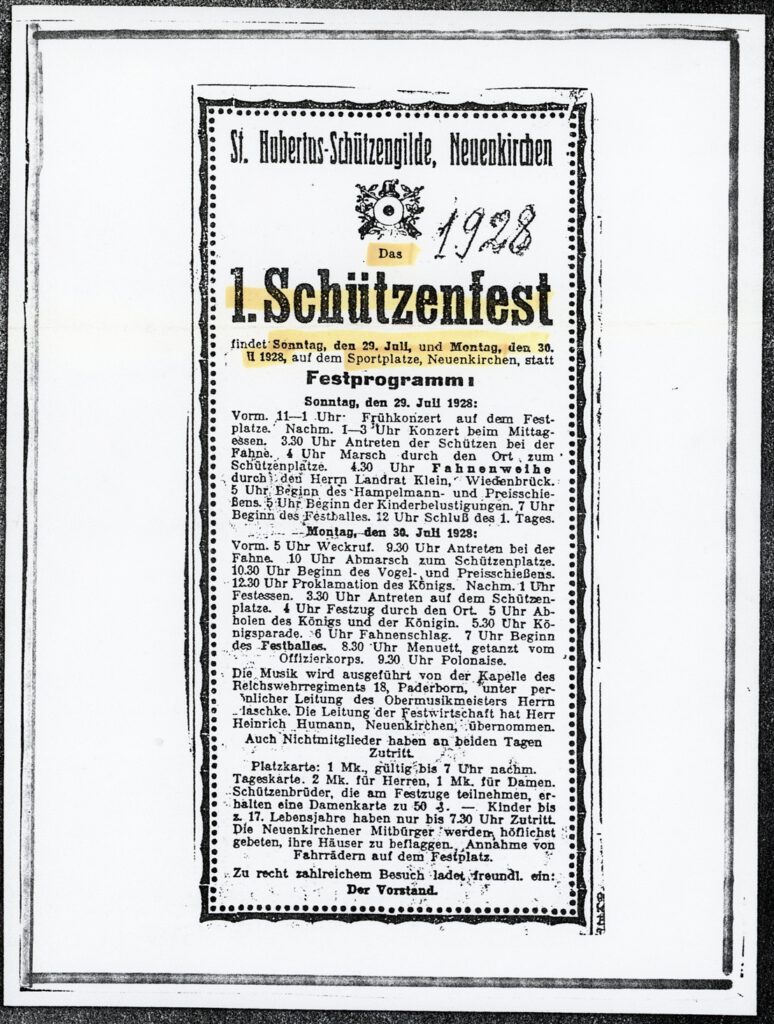 St. Hubertus-Schützengilde, Neuenkirchen
1928
Das
1. Schützenfest
findet Sonntag, den 29. Juli, und Montag, den 30.
1928, auf dem Sportplatze, Neuenkirchen, statt
Festprogramm:
Sonntag, den 29. Juli 1928:
Vorm. 11—1 Uhr Frühkonzert auf dem Fest-
platze. Nachm. 1—3 Uhr Konzert beim Mittag-
essen. 3.30 Uhr Antreten der Schützen bei der
Fahne. 4 Uhr Marsch durch den Ort zum
Schützenplatze. 4.30 Uhr Fahnenweihe
durch den Herrn Landrat Klein, Wiedenbrück.
5 Uhr Beginn des Hampelmann- und Preisschie-
ßens. 5 Uhr Beginn der Kinderbelustigungen. 7 Uhr
Beginn des Festballes. 12 Uhr Schluß des 1. Tages.
Montag, den 30. Juli 1928:
Vorm. 5 Uhr Weckruf. 9.30 Uhr Antreten bei der
Fahne. 10 Uhr Abmarsch zum Schützenplatze.
10.30 Uhr Beginn des Vogel- und Preisschießens.
12.30 Uhr Proklamation des Königs. Nachm. 1 Uhr
Festessen. 3.30 Uhr Antreten auf dem Schützen-
platze. 4 Uhr Festzug durch den Ort. 5 Uhr Ab-
holen des Königs und der Königin. 5.30 Uhr Kö-
nigsparade. 6 Uhr Fahnenschlag. 7 Uhr Beginn
des Festballes. 8.30 Uhr Menuett, getanzt vom
Offizierkorps. 9.30 Uhr Polonaise.
Die Musik wird ausgeführt von der Kapelle des
Reichswehrregiments 18, Paderborn, unter per-
nlicher Leitung des Obermusikmeisters Herrn
laschke. Die Leitung der Festwirtschaft hat Herr
Heinrich Humann, Neuenkirchen, übernommen.
Auch Nichtmitglieder haben an beiden Tagen
Zutritt.
Platzkarte: 1 Mk., gültig bis 7 Uhr nachm.
Tageskarte. 2 Mk. für Herren, 1 Mk. für Damen.
Schützenbrüder, die am Festzuge teilnehmen, er-
halten eine Damenkarte zu 50 ₰. — Kinder bis
z. 17. Lebensjahre haben nur bis 7.30 Uhr Zutritt.
Die Neuenkirchener Mitbürger werden höflichst
gebeten, ihre Häuser zu beflaggen. Annahme von
Fahrrädern auf dem Festplatz.
Zu recht zahlreichem Besuch ladet freundl. ein:
Der Vorstand.